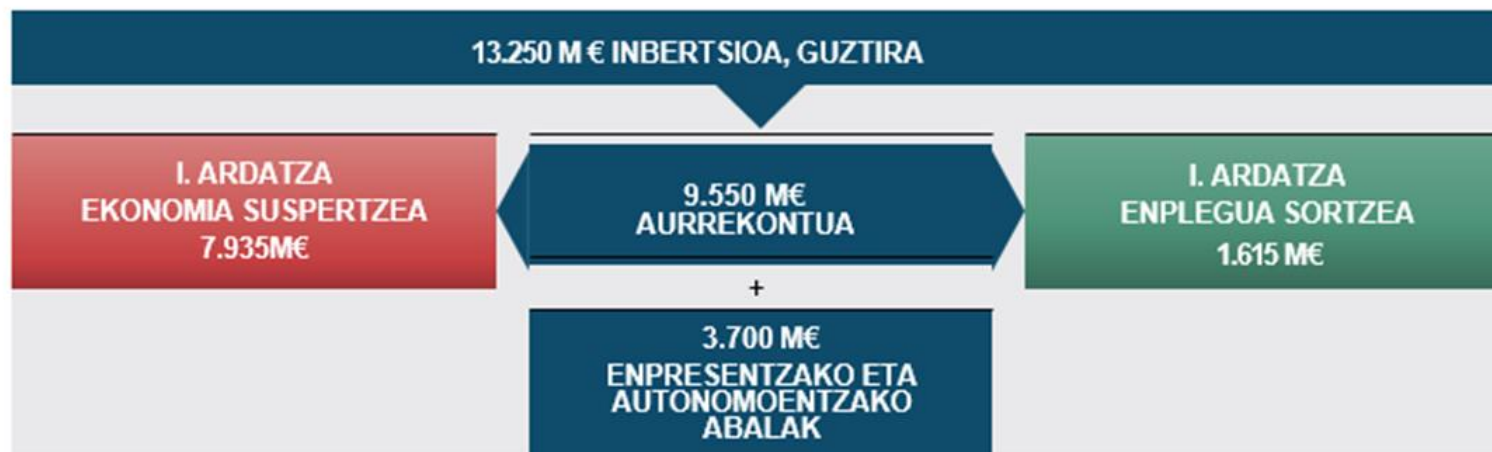 13.250 M € INBERTSIOA, GUZTIRA
I. ARDATZA
EKONOMIA SUSPERTZEA
7.935M€
9.550 M€
AURREKONTUA
I. ARDATZA
ENPLEGUA SORTZEA
1.615 M€
+
3.700 M€
ENPRESENTZAKO ETA
AUTONOMOENTZAKO
ABALAK